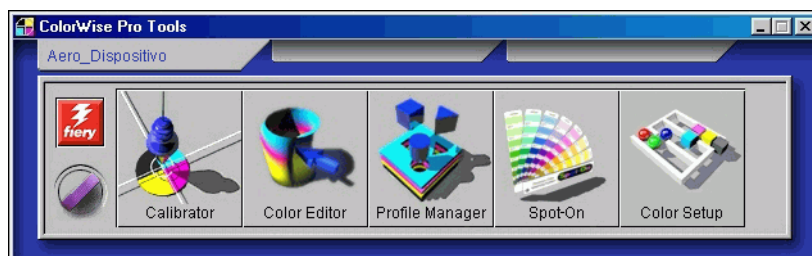 ColorWise Pro Tools
Aero_Dispositivo
fiery
Calibrator
Color Editor
Profile Manager
Spot-On
Color Setup